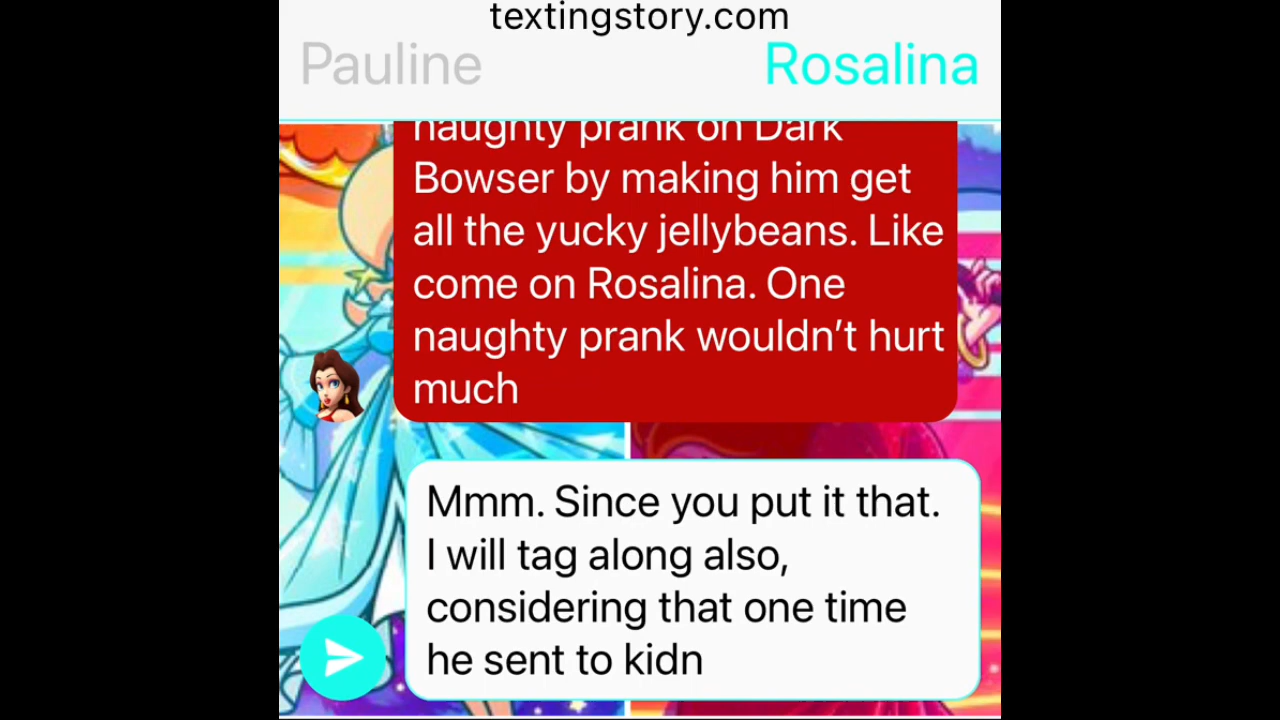 textingstory.com
Pauline Rosalina
naughty prank on Dark
Bowser by making him get
all the yucky jellybeans. Like
come on Rosalina. One
naughty prank wouldn’t hurt
much
Mmm. Since you put it that.
I will tag along also,
considering that one time
he sent to kidn